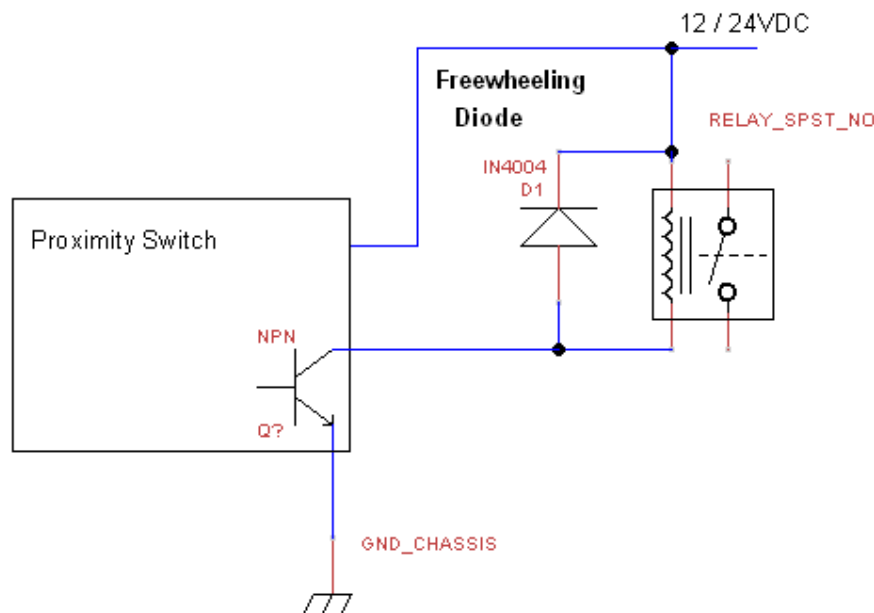 12 / 24VDC
Freewheeling
Diode
RELAY_SPST_NO
IN4004
D1
Proximity Switch
NPN
Q?
GND_CHASSIS